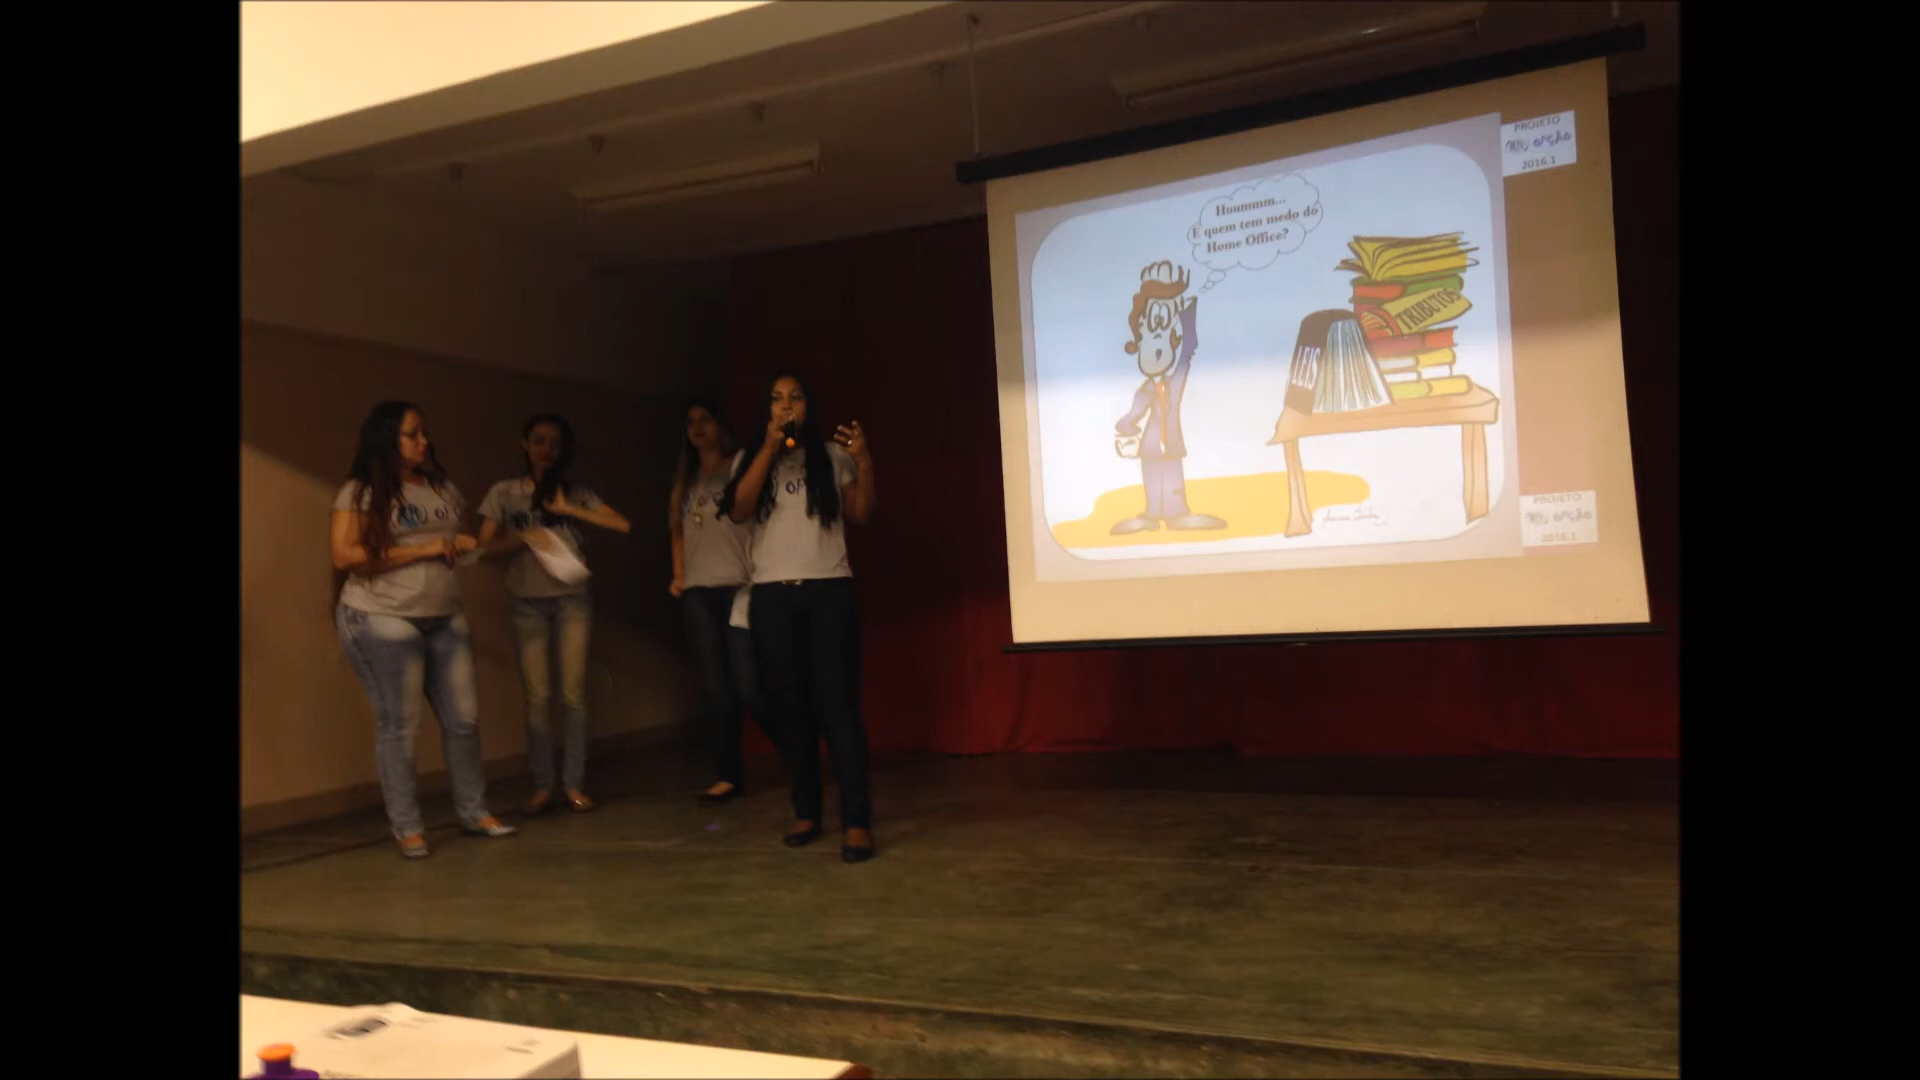 PROJETO
2016.1
Huummm...
E quem tem medo do
Home Office?
TRIBUTOS
LEIS
PROJETO
2016.1